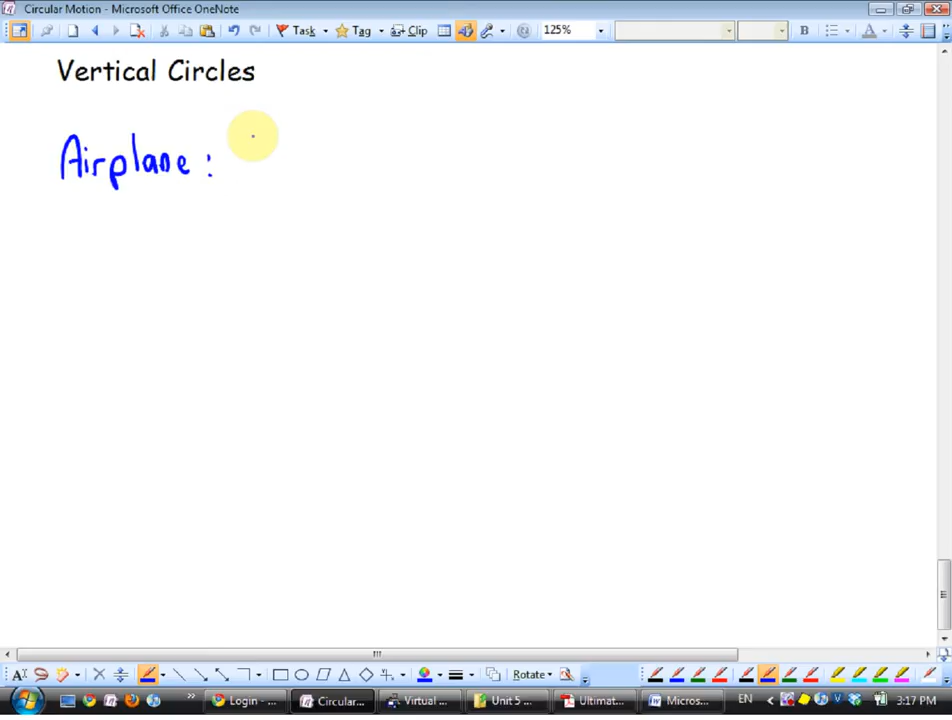 Circular Motion - Microsoft Office OneNote
Task
Tag
Clip
125%
B
A
Vertical Circles
Airplane:
Rotate
Login - ...
Circular...
Virtual ...
Unit 5 ...
Ultimat...
Micros...
EN
3:17 PM